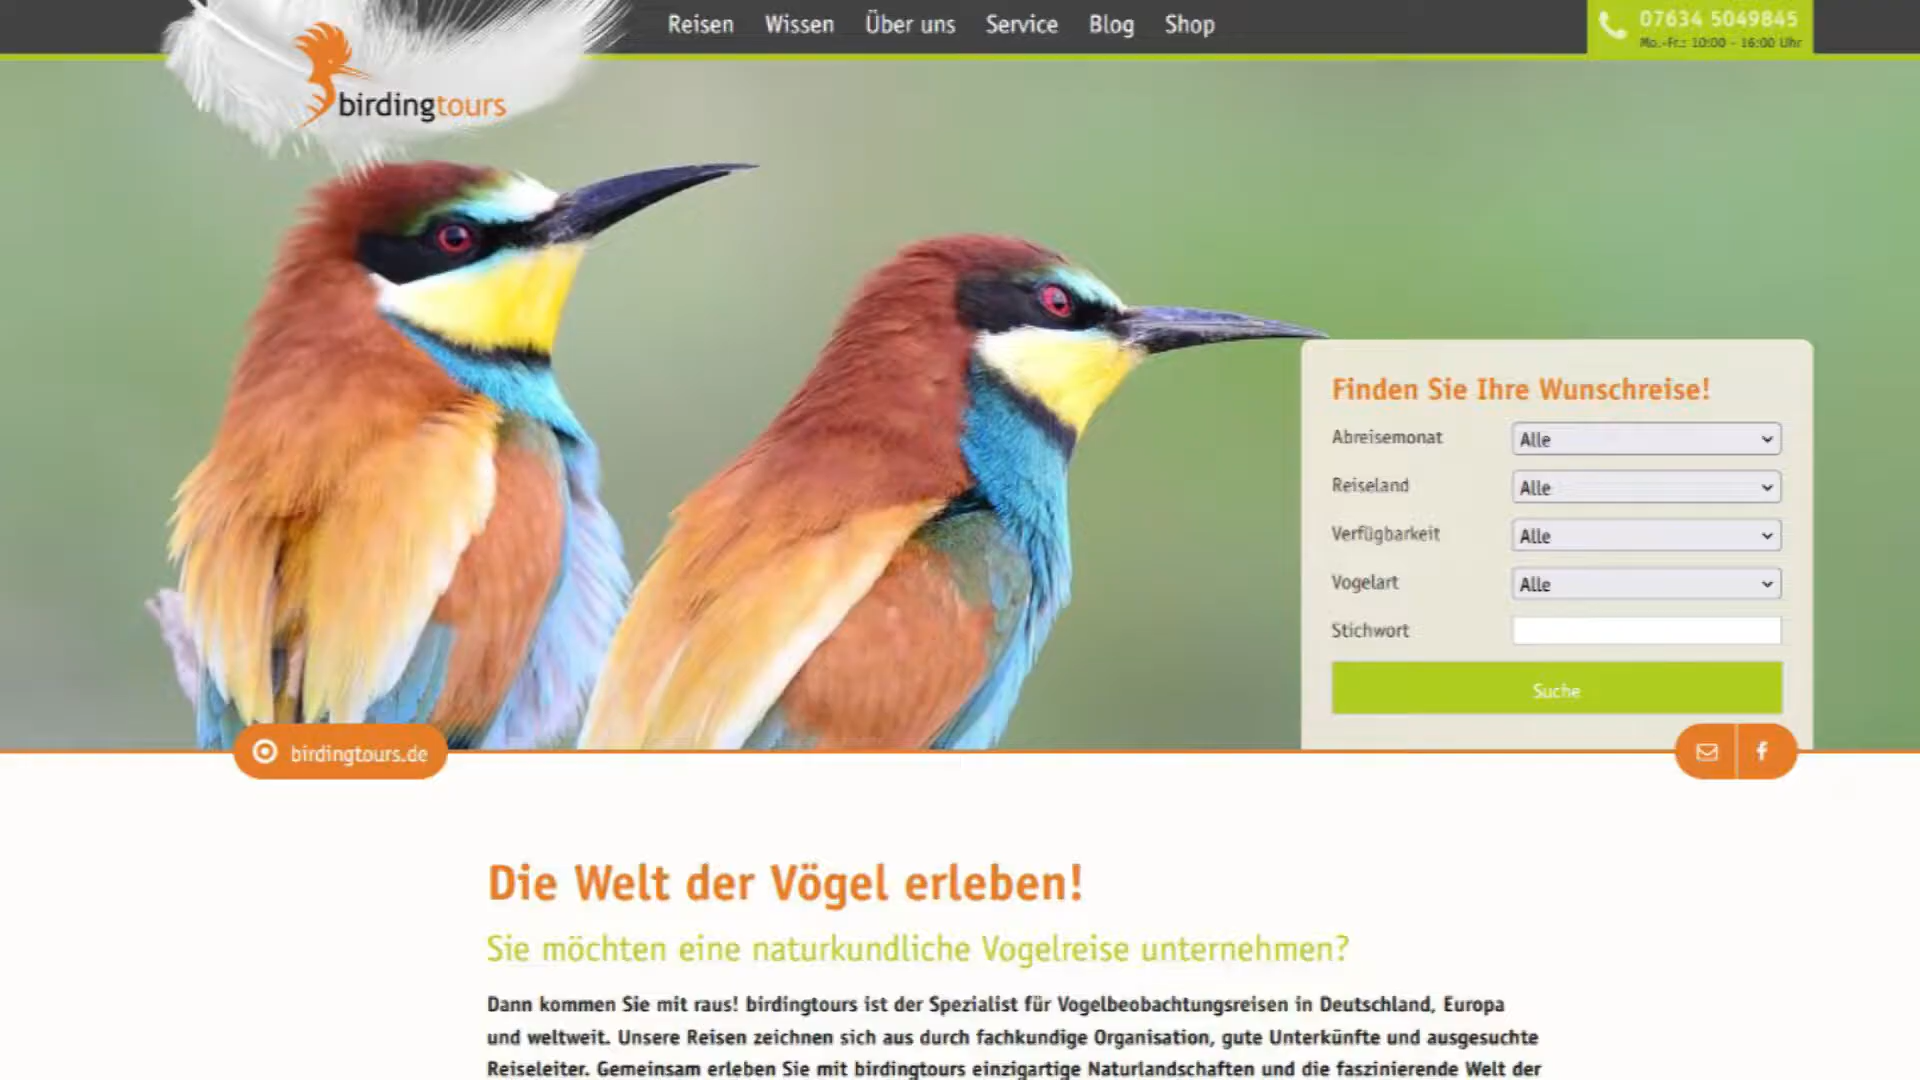 Reisen Wissen Über uns Service Blog Shop
07634 5049845
Mo.-Fr.: 10:00 - 16:00 Uhr
birdingtours
Finden Sie Ihre Wunschreise!
Abreisemonat Alle
Reiseland Alle
Verfügbarkeit Alle
Vogelart Alle
Stichwort
Suche
birdingtours.de
Die Welt der Vögel erleben!
Sie möchten eine naturkundliche Vogelreise unternehmen?
Dann kommen Sie mit raus! birdingtours ist der Spezialist für Vogelbeobachtungsreisen in Deutschland, Europa
und weltweit. Unsere Reisen zeichnen sich aus durch fachkundige Organisation, gute Unterkünfte und ausgesuchte
Reiseleiter. Gemeinsam erleben Sie mit birdingtours einzigartige Naturlandschaften und die faszinierende Welt der